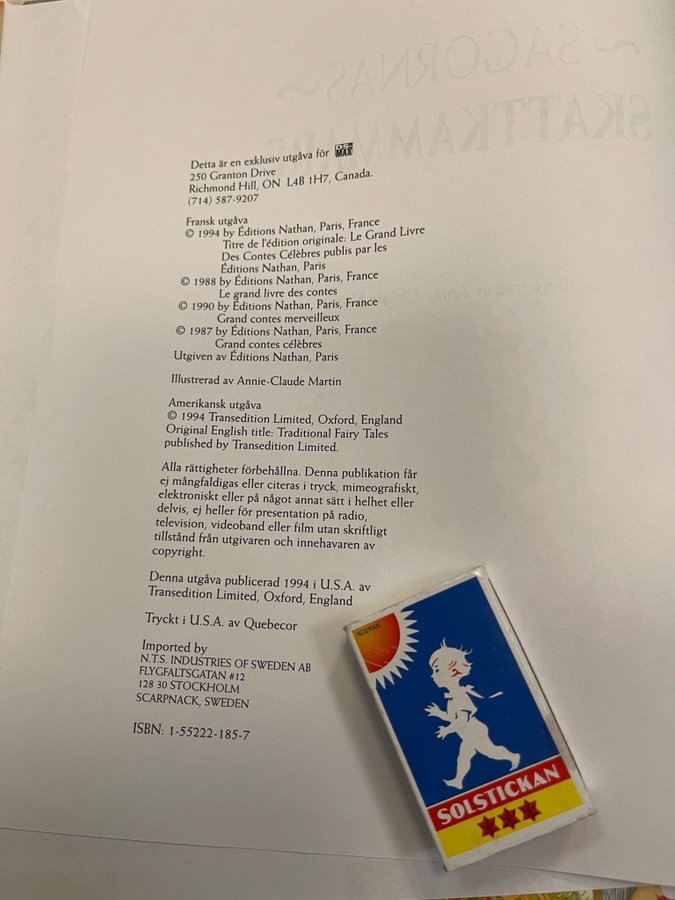 ~SAGORNAS~
SKATTKAMMARE
Detta är en exklusiv utgåva för DS-MAX
250 Granton Drive
Richmond Hill, ON L4B 1H7, Canada.
(714) 587-9207
Fransk utgåva
© 1994 by Éditions Nathan, Paris, France
Titre de l'édition originale: Le Grand Livre
Des Contes Célèbres publis par les
Éditions Nathan, Paris
© 1988 by Éditions Nathan, Paris, France
Le grand livre des contes
© 1990 by Éditions Nathan, Paris, France
Grand contes merveilleux
© 1987 by Éditions Nathan, Paris, France
Grand contes célèbres
Utgiven av Éditions Nathan, Paris
Illustrerad av Annie-Claude Martin
Amerikansk utgåva
© 1994 Transedition Limited, Oxford, England
Original English title: Traditional Fairy Tales
published by Transedition Limited.
Alla rättigheter förbehållna. Denna publikation får
ej mångfaldigas eller citeras i tryck, mimeografiskt,
elektroniskt eller på något annat sätt i helhet eller
delvis, ej heller för presentation på radio,
television, videoband eller film utan skriftligt
tillstånd från utgivaren och innehavaren av
copyright.
Denna utgåva publicerad 1994 i U.S.A. av
Transedition Limited, Oxford, England
Tryckt i U.S.A. av Quebecor
Imported by
N.T.S. INDUSTRIES OF SWEDEN AB
FLYGFALTSGATAN #12
128 30 STOCKHOLM
SCARPNACK, SWEDEN
ISBN: 1-55222-185-7
NERMAN
SOLSTICKAN